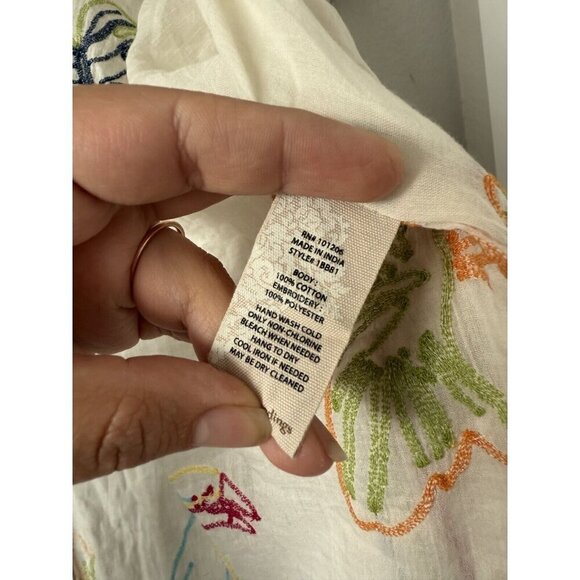 RN# 101206
MADE IN INDIA
STYLE# 1BB81
BODY :
100% COTTON
EMBROIDERY :
100% POLYESTER
HAND WASH COLD
ONLY NON-CHLORINE
BLEACH WHEN NEEDED
HANG TO DRY
COOL IRON IF NEEDED
MAY BE DRY CLEANED